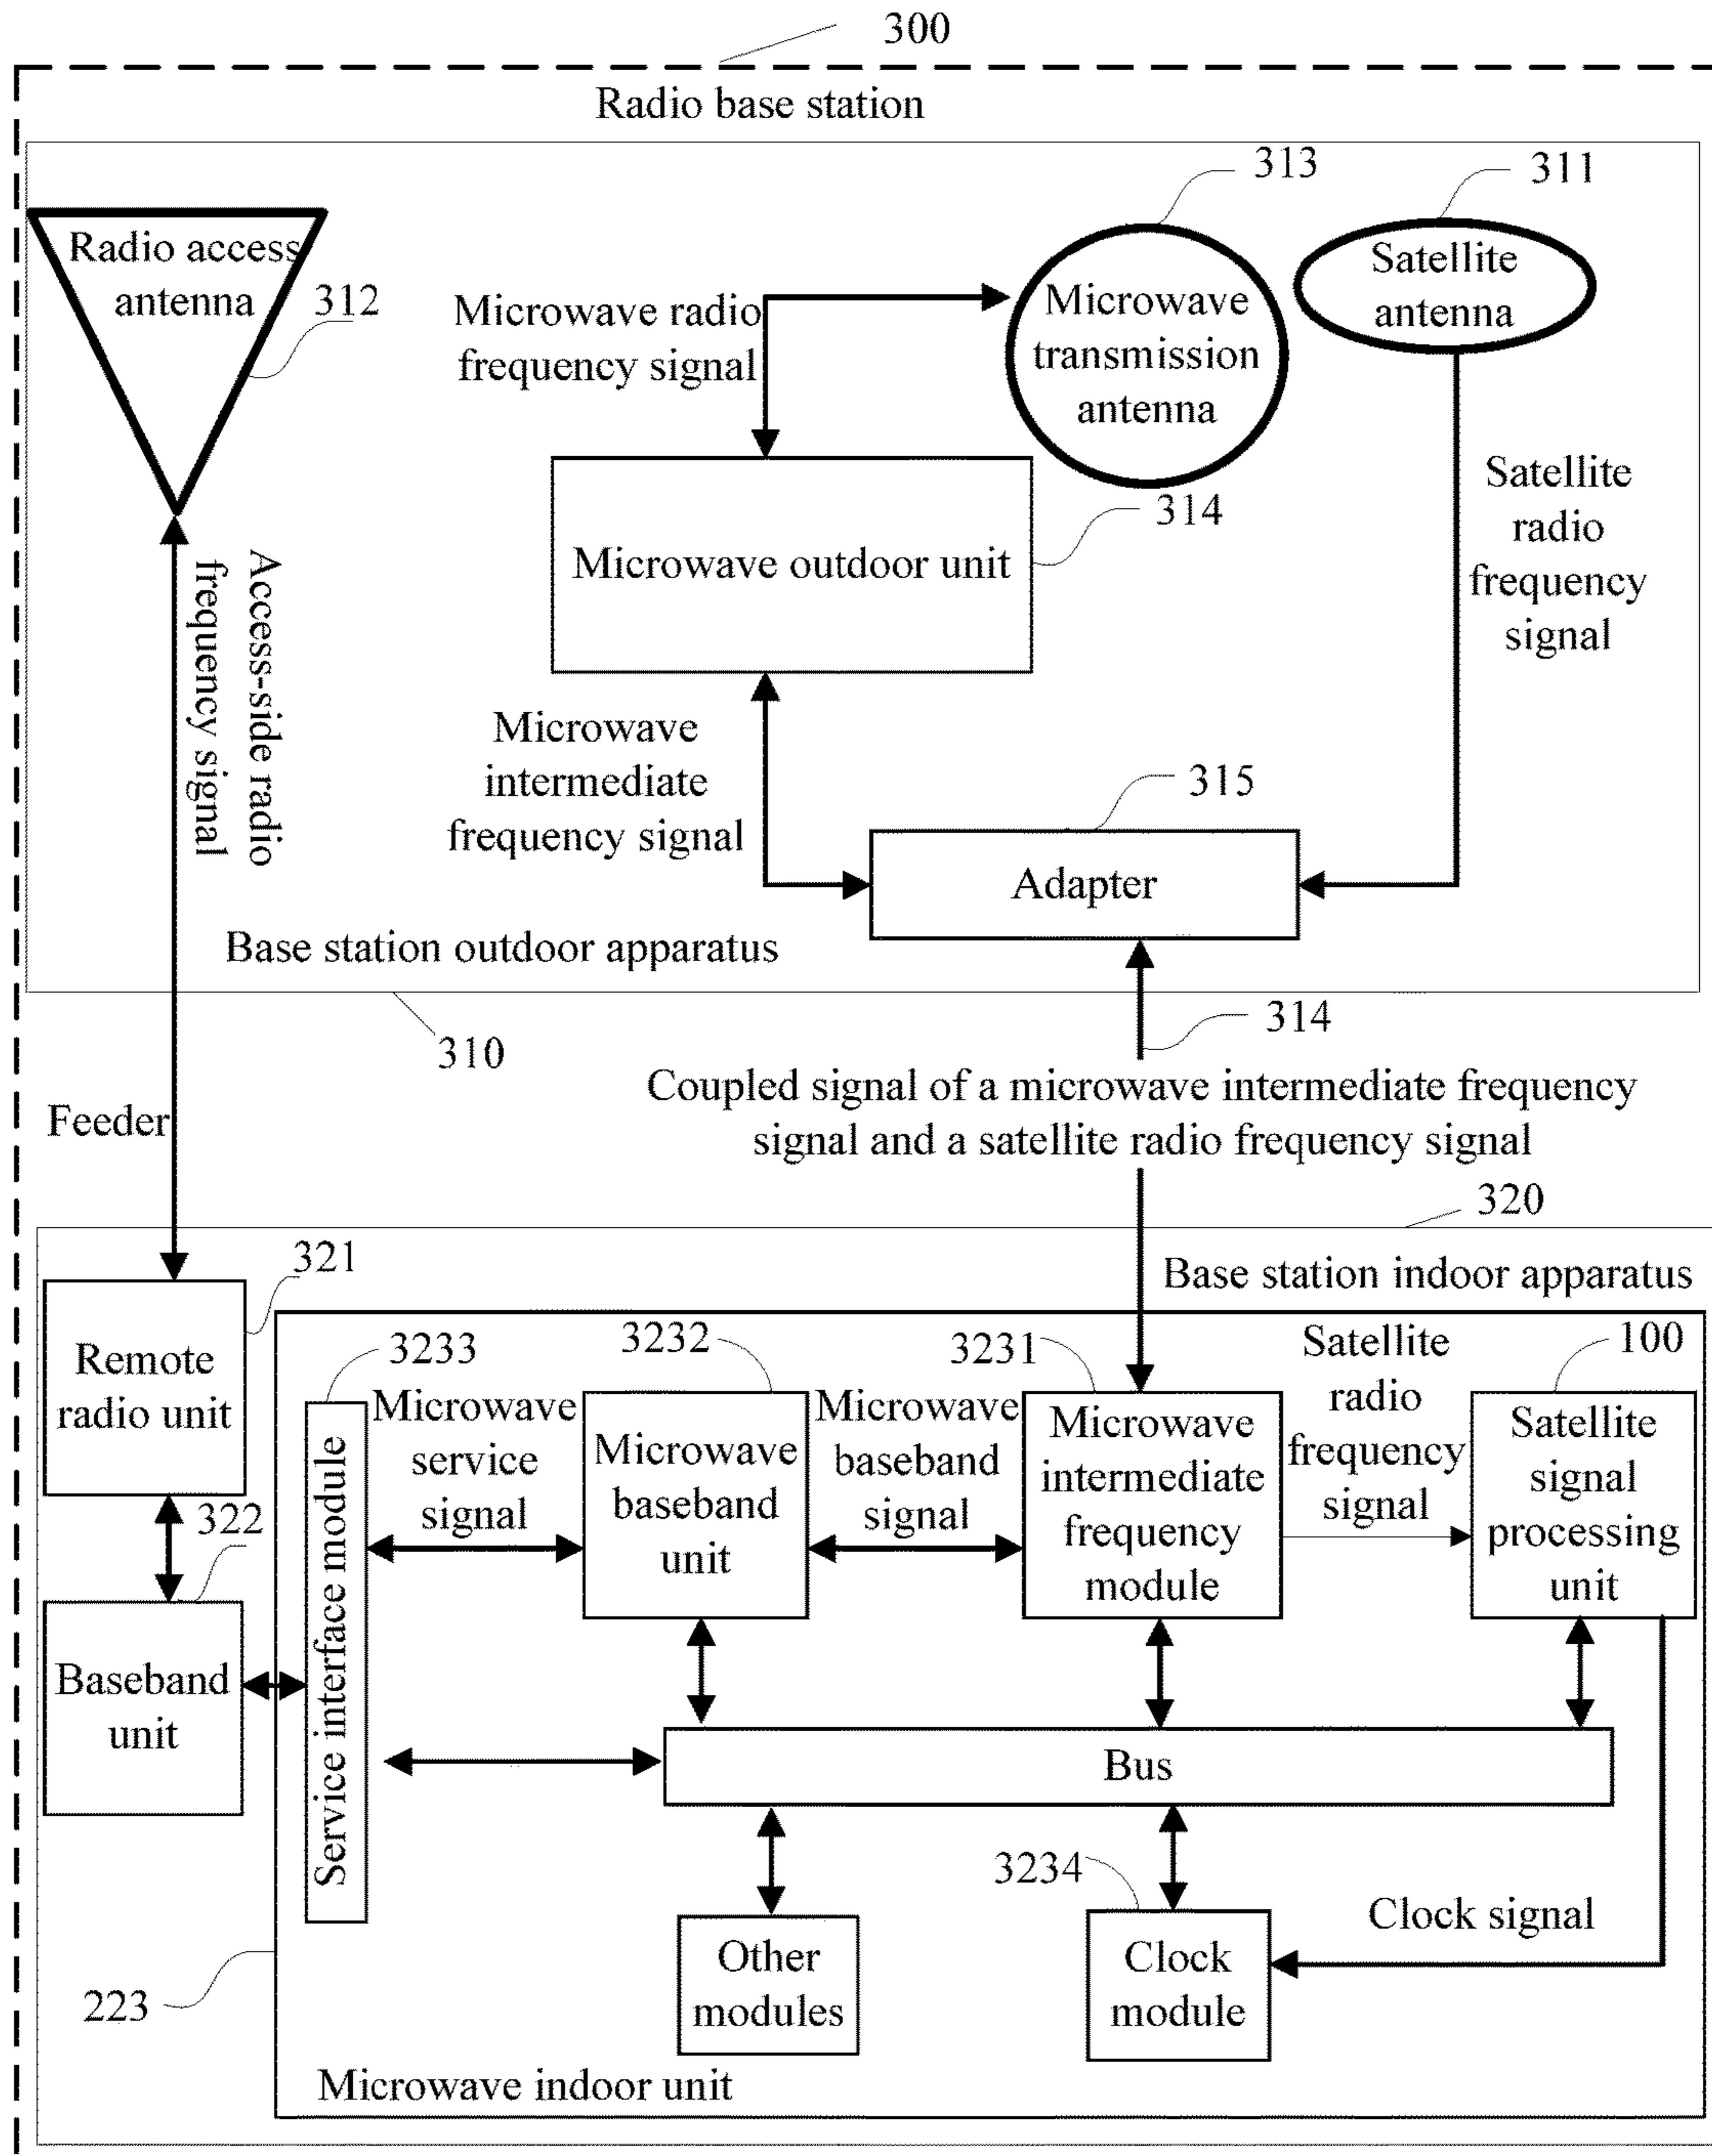 300
Radio base station
313
311
Radio access
antenna
312
Microwave radio
frequency signal
Microwave
transmission
antenna
Satellite
antenna
314
Microwave outdoor unit
Satellite
radio
frequency
signal
Access-side radio
frequency signal
Microwave
intermediate
frequency signal
315
Adapter
Base station outdoor apparatus
310
314
Coupled signal of a microwave intermediate frequency
signal and a satellite radio frequency signal
Feeder
320
Base station indoor apparatus
321
Remote
radio unit
322
Baseband
unit
3233
Service interface module
Microwave
service
signal
3232
Microwave
baseband
unit
Microwave
baseband
signal
3231
Microwave
intermediate
frequency
module
Satellite
radio
frequency
signal
100
Satellite
signal
processing
unit
Bus
3234
Clock signal
Other
modules
Clock
module
223
Microwave indoor unit